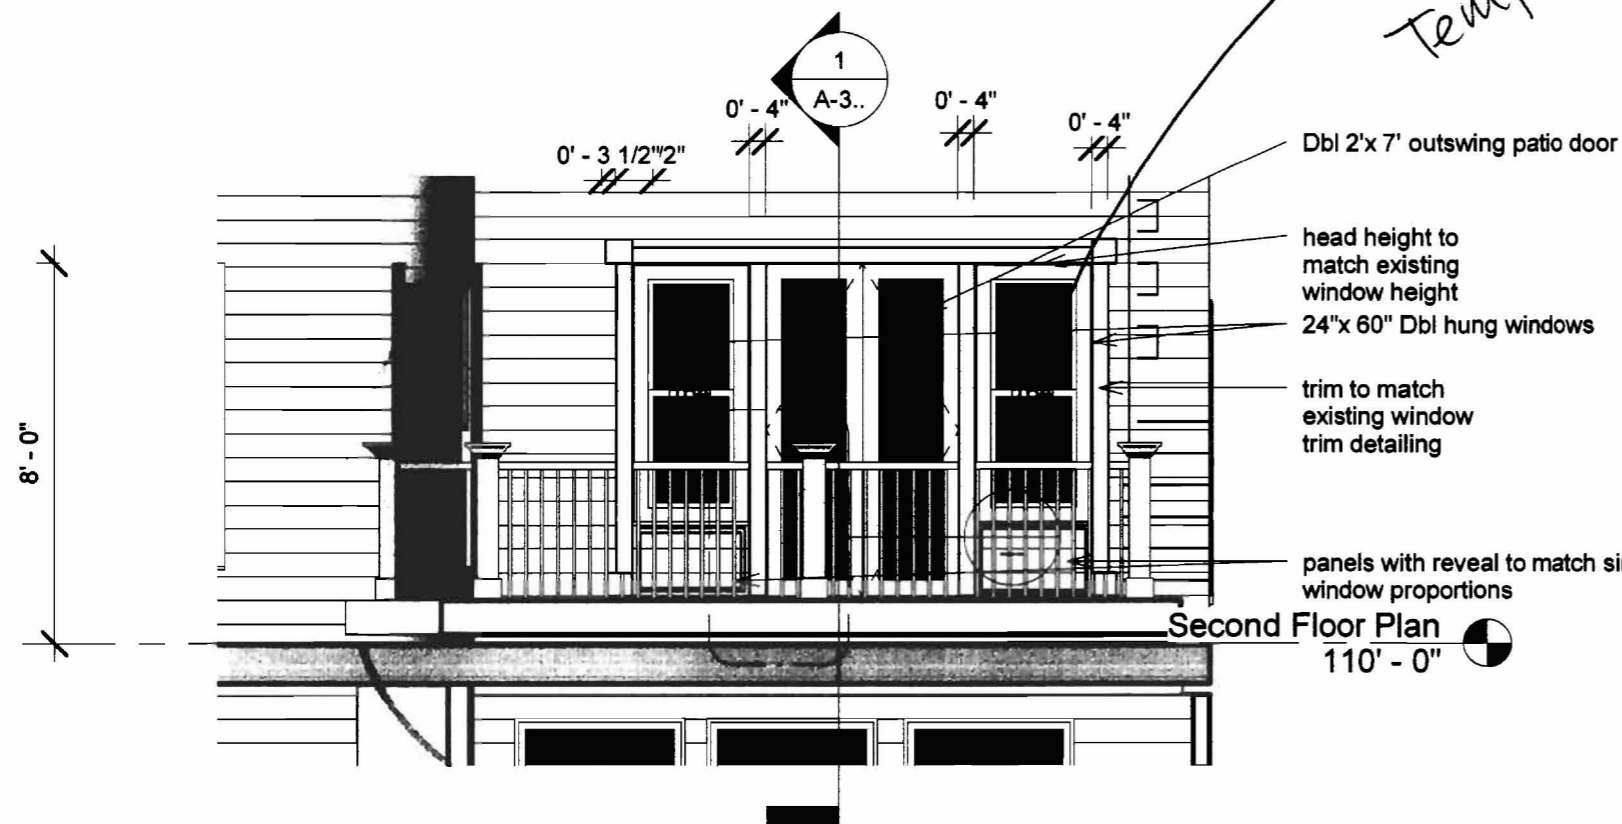 Temp
1
A-3..
0' - 4"
0' - 4"
0' - 4"
0' - 3 1/2"
Dbl 2'x 7' outswing patio door
head height to
match existing
window height
24"x 60" Dbl hung windows
trim to match
existing window
trim detailing
8' - 0"
panels with reveal to match
window proportions
Second Floor Plan
110' - 0"